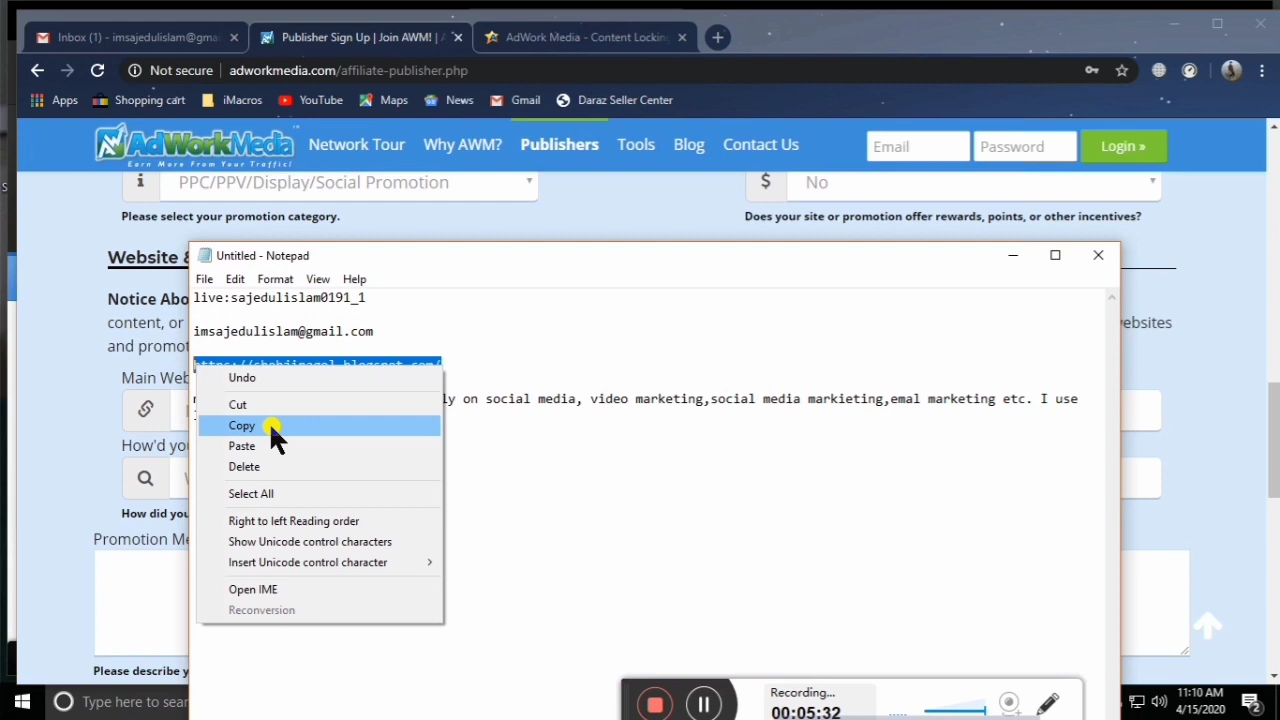 Inbox (1) - imsajedulislam@gma
Publisher Sign Up | Join AWM! | A
AdWork Media - Content Locking
Not secure | adworkmedia.com/affiliate-publisher.php
Apps Shopping cart iMacros YouTube Maps News Gmail Daraz Seller Center
AdWorkMedia™
Earn More From Your Traffic!
Network Tour Why AWM? Publishers Tools Blog Contact Us Email Password Login »
PPC/PPV/Display/Social Promotion
$ No
Please select your promotion category.
Does your site or promotion offer rewards, points, or other incentives?
Website &
Untitled - Notepad
File Edit Format View Help
Notice Abo
live:sajedulislam0191_1
content, or
ebsites
imsajedulislam@gmail.com
and promot
Main Web
Undo
Cut
ly on social media, video marketing,social media markieting,emal marketing etc. I use
Copy
How'd you
Paste
Delete
Select All
How did you
Right to left Reading order
Promotion Me
Show Unicode control characters
Insert Unicode control character
Open IME
Reconversion
Please describe y
Recording...
00:05:32
Type here to sear
11:10 AM
4/15/2020
2